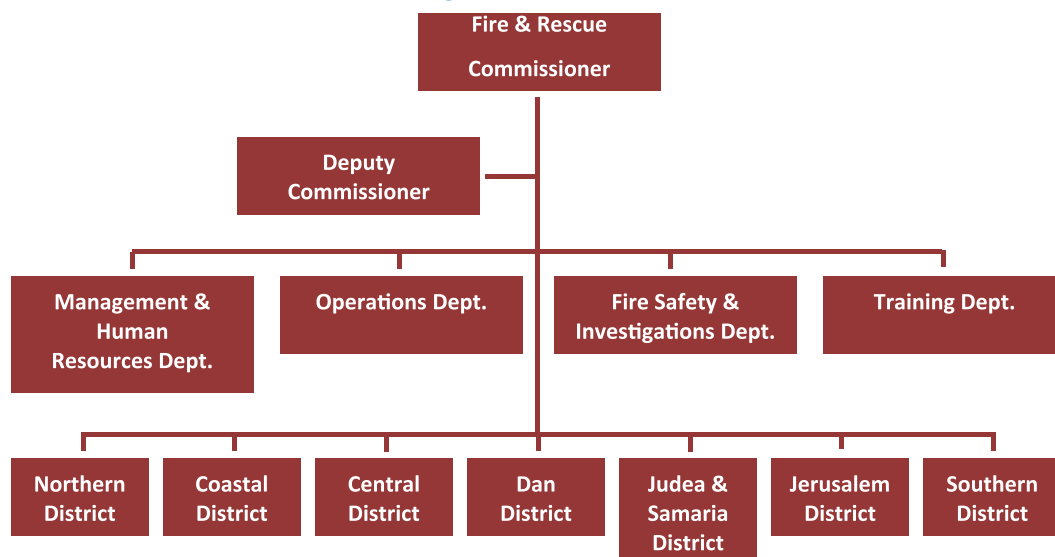 Fire & Rescue
Commissioner
Deputy
Commissioner
Management &
Human
Resources Dept.
Operations Dept.
Fire Safety &
Investigations Dept.
Training Dept.
Northern
District
Coastal
District
Central
District
Dan
District
Judea &
Samaria
District
Jerusalem
District
Southern
District